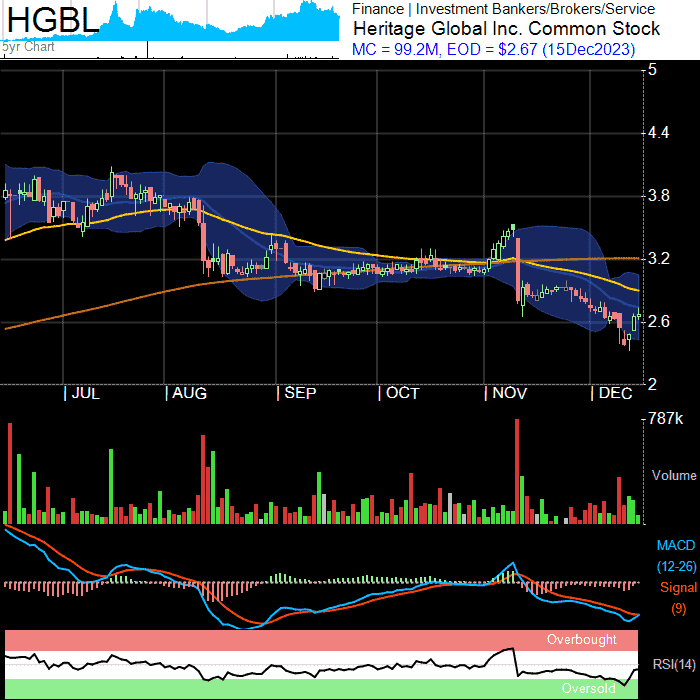 HGBL
5yr Chart
Finance | Investment Bankers/Brokers/Service
Heritage Global Inc. Common Stock
MC = 99.2M, EOD = $2.67 (15Dec2023)
5
4.4
3.8
3.2
2.6
2
| JUL | AUG | SEP | OCT | NOV | DEC
787k
Volume
MACD
(12-26)
Signal
(9)
Overbought
RSI(14)
Oversold